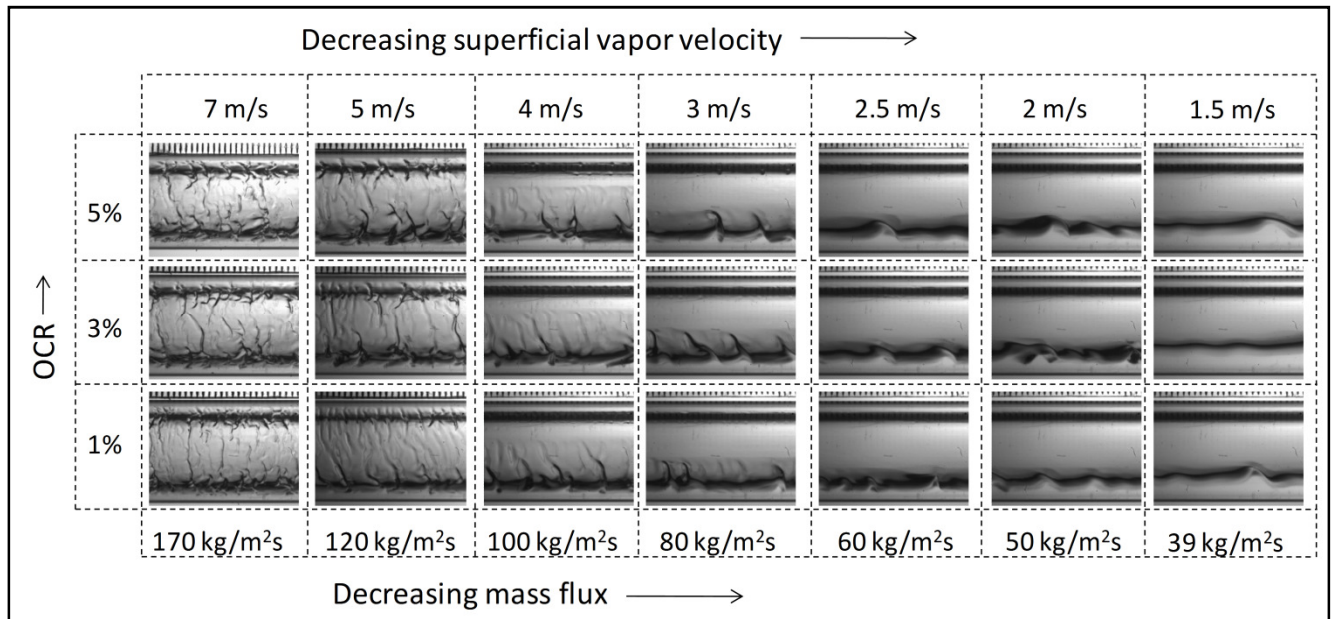 Decreasing superficial vapor velocity
7 m/s 5 m/s 4 m/s 3 m/s 2.5 m/s 2 m/s 1.5 m/s
5%
3%
1%
OCR
170 kg/m²s 120 kg/m²s 100 kg/m²s 80 kg/m²s 60 kg/m²s 50 kg/m²s 39 kg/m²s
Decreasing mass flux